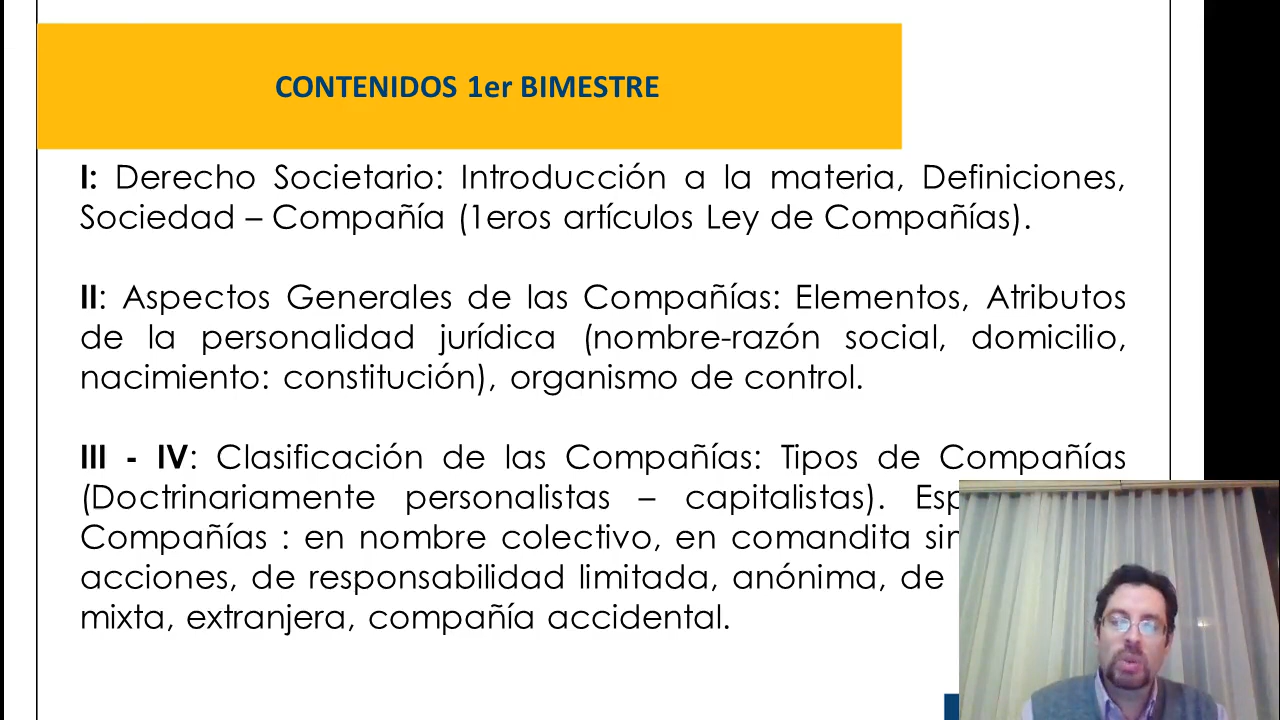 CONTENIDOS 1er BIMESTRE
I: Derecho Societario: Introducción a la materia, Definiciones,
Sociedad – Compañía (1eros artículos Ley de Compañías).
II: Aspectos Generales de las Compañías: Elementos, Atributos
de la personalidad jurídica (nombre-razón social, domicilio,
nacimiento: constitución), organismo de control.
III - IV: Clasificación de las Compañías: Tipos de Compañías
(Doctrinariamente personalistas – capitalistas).
Compañías : en nombre colectivo, en comandita
acciones, de responsabilidad limitada, anónima, de
mixta, extranjera, compañía accidental.